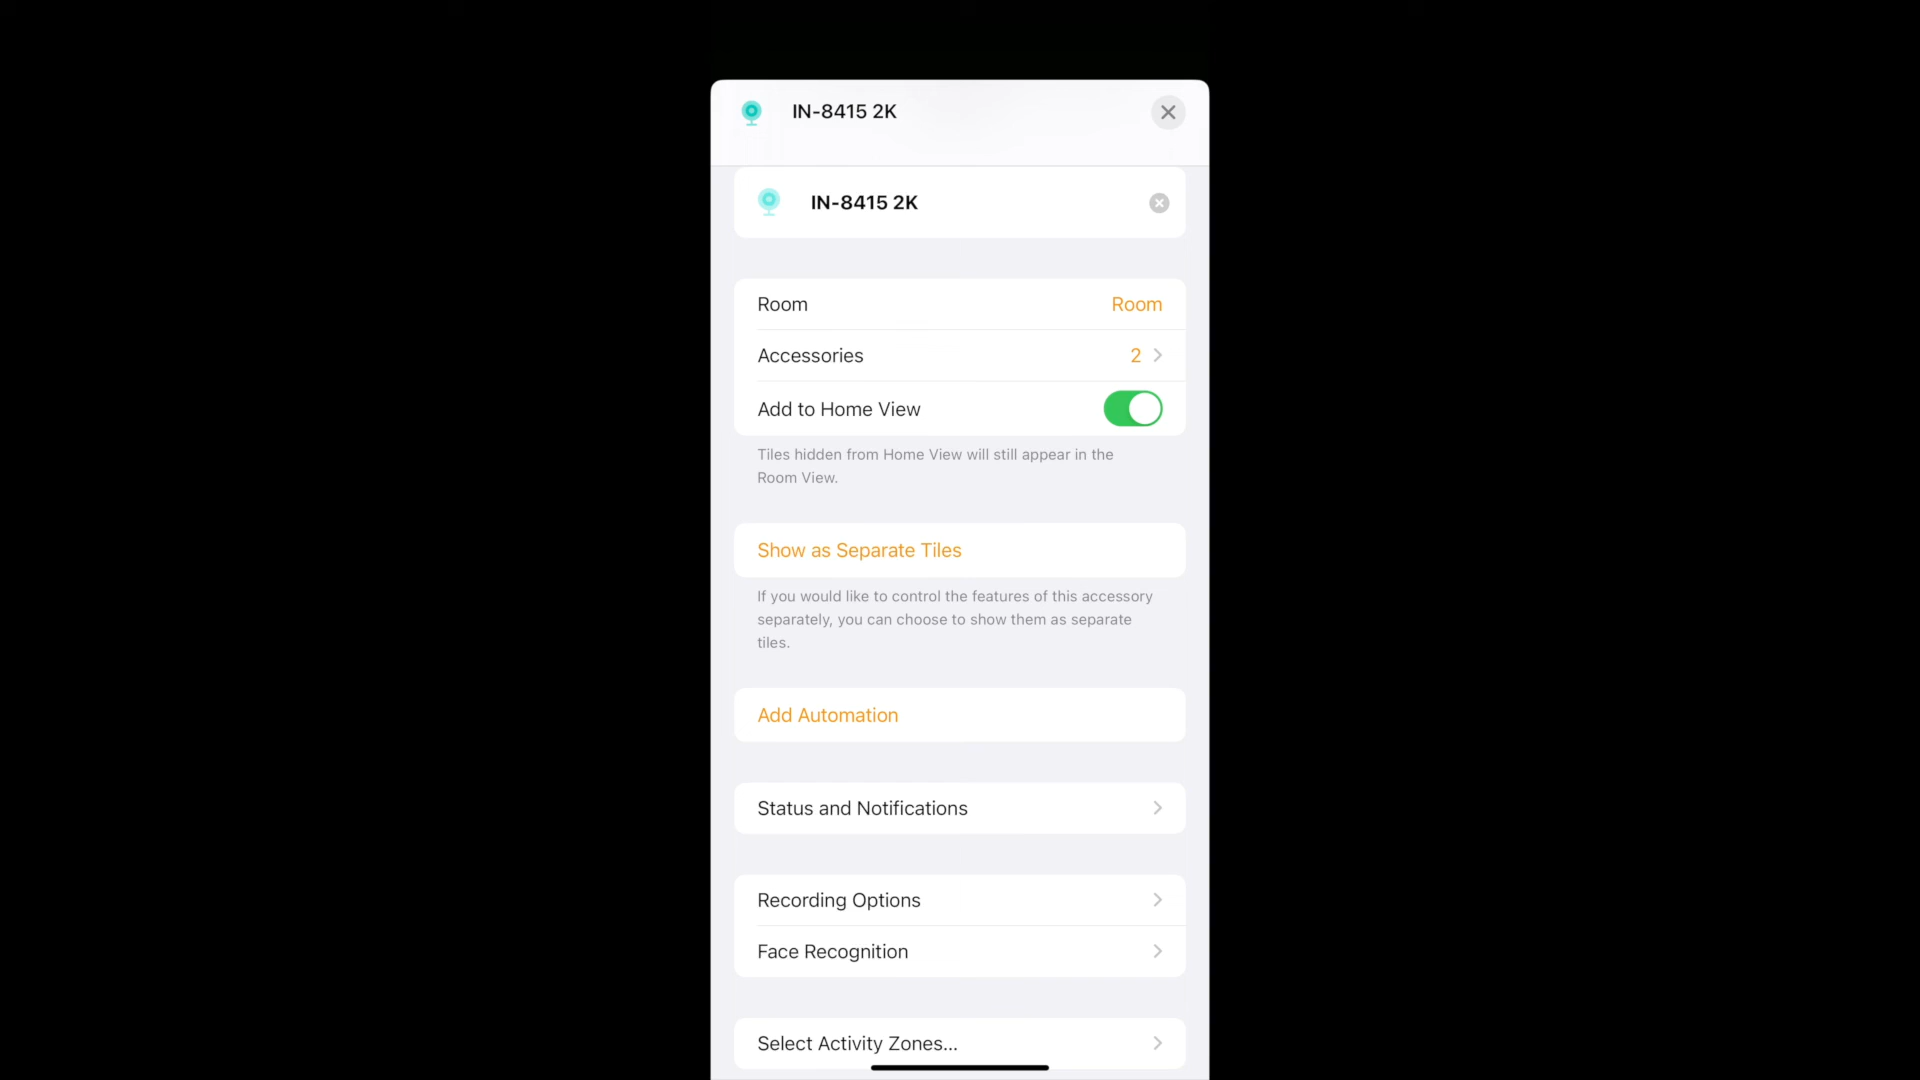 IN-8415 2K
IN-8415 2K
Room Room
Accessories 2
Add to Home View
Tiles hidden from Home View will still appear in the
Room View.
Show as Separate Tiles
If you would like to control the features of this accessory
separately, you can choose to show them as separate
tiles.
Add Automation
Status and Notifications
Recording Options
Face Recognition
Select Activity Zones...